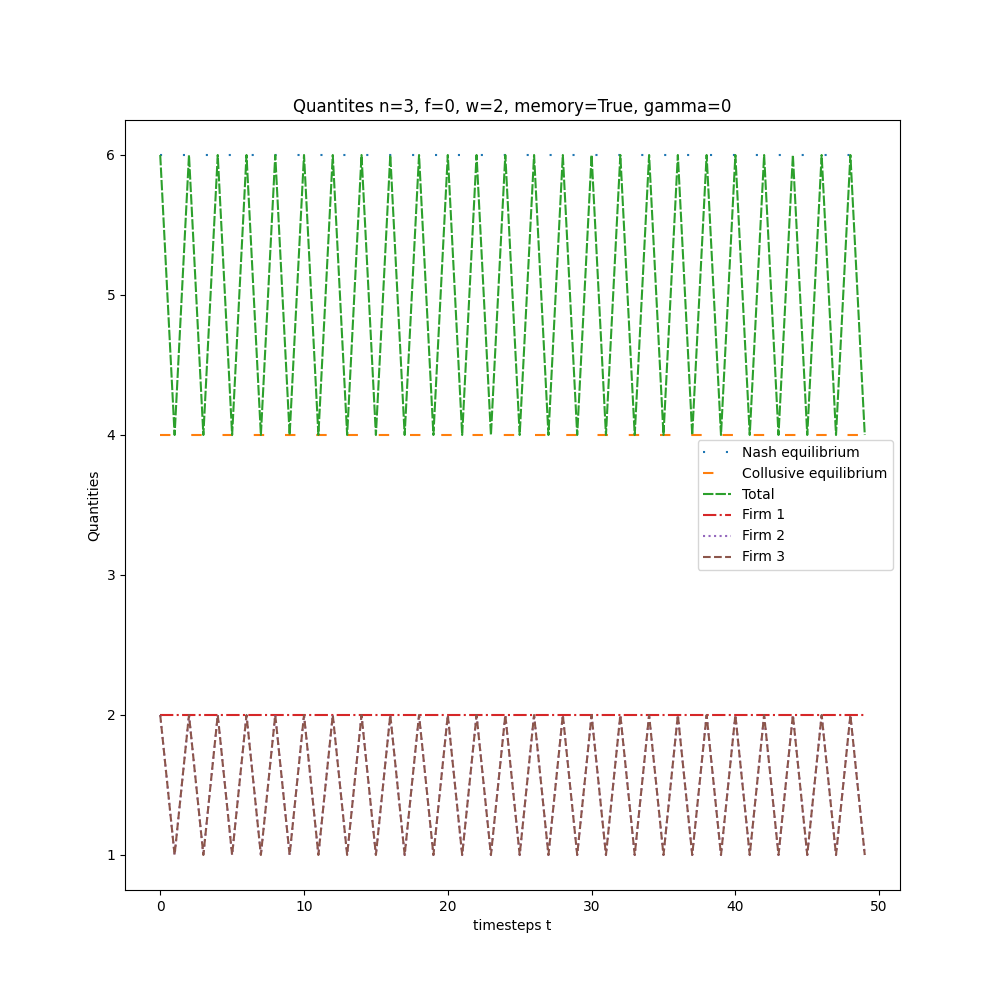 Quantites n=3, f=0, w=2, memory=True, gamma=0
6
5
4
3
2
1
Quantities
Nash equilibrium
Collusive equilibrium
Total
Firm 1
Firm 2
Firm 3
0 10 20 30 40 50
timesteps t